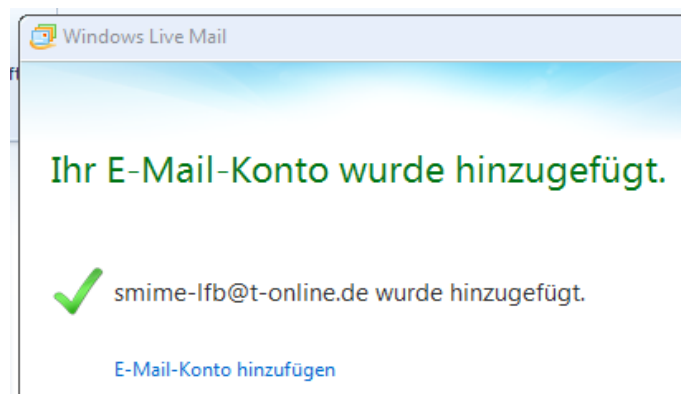 Windows Live Mail
Ihr E-Mail-Konto wurde hinzugefügt.
smime-lfb@t-online.de wurde hinzugefügt.
E-Mail-Konto hinzufügen